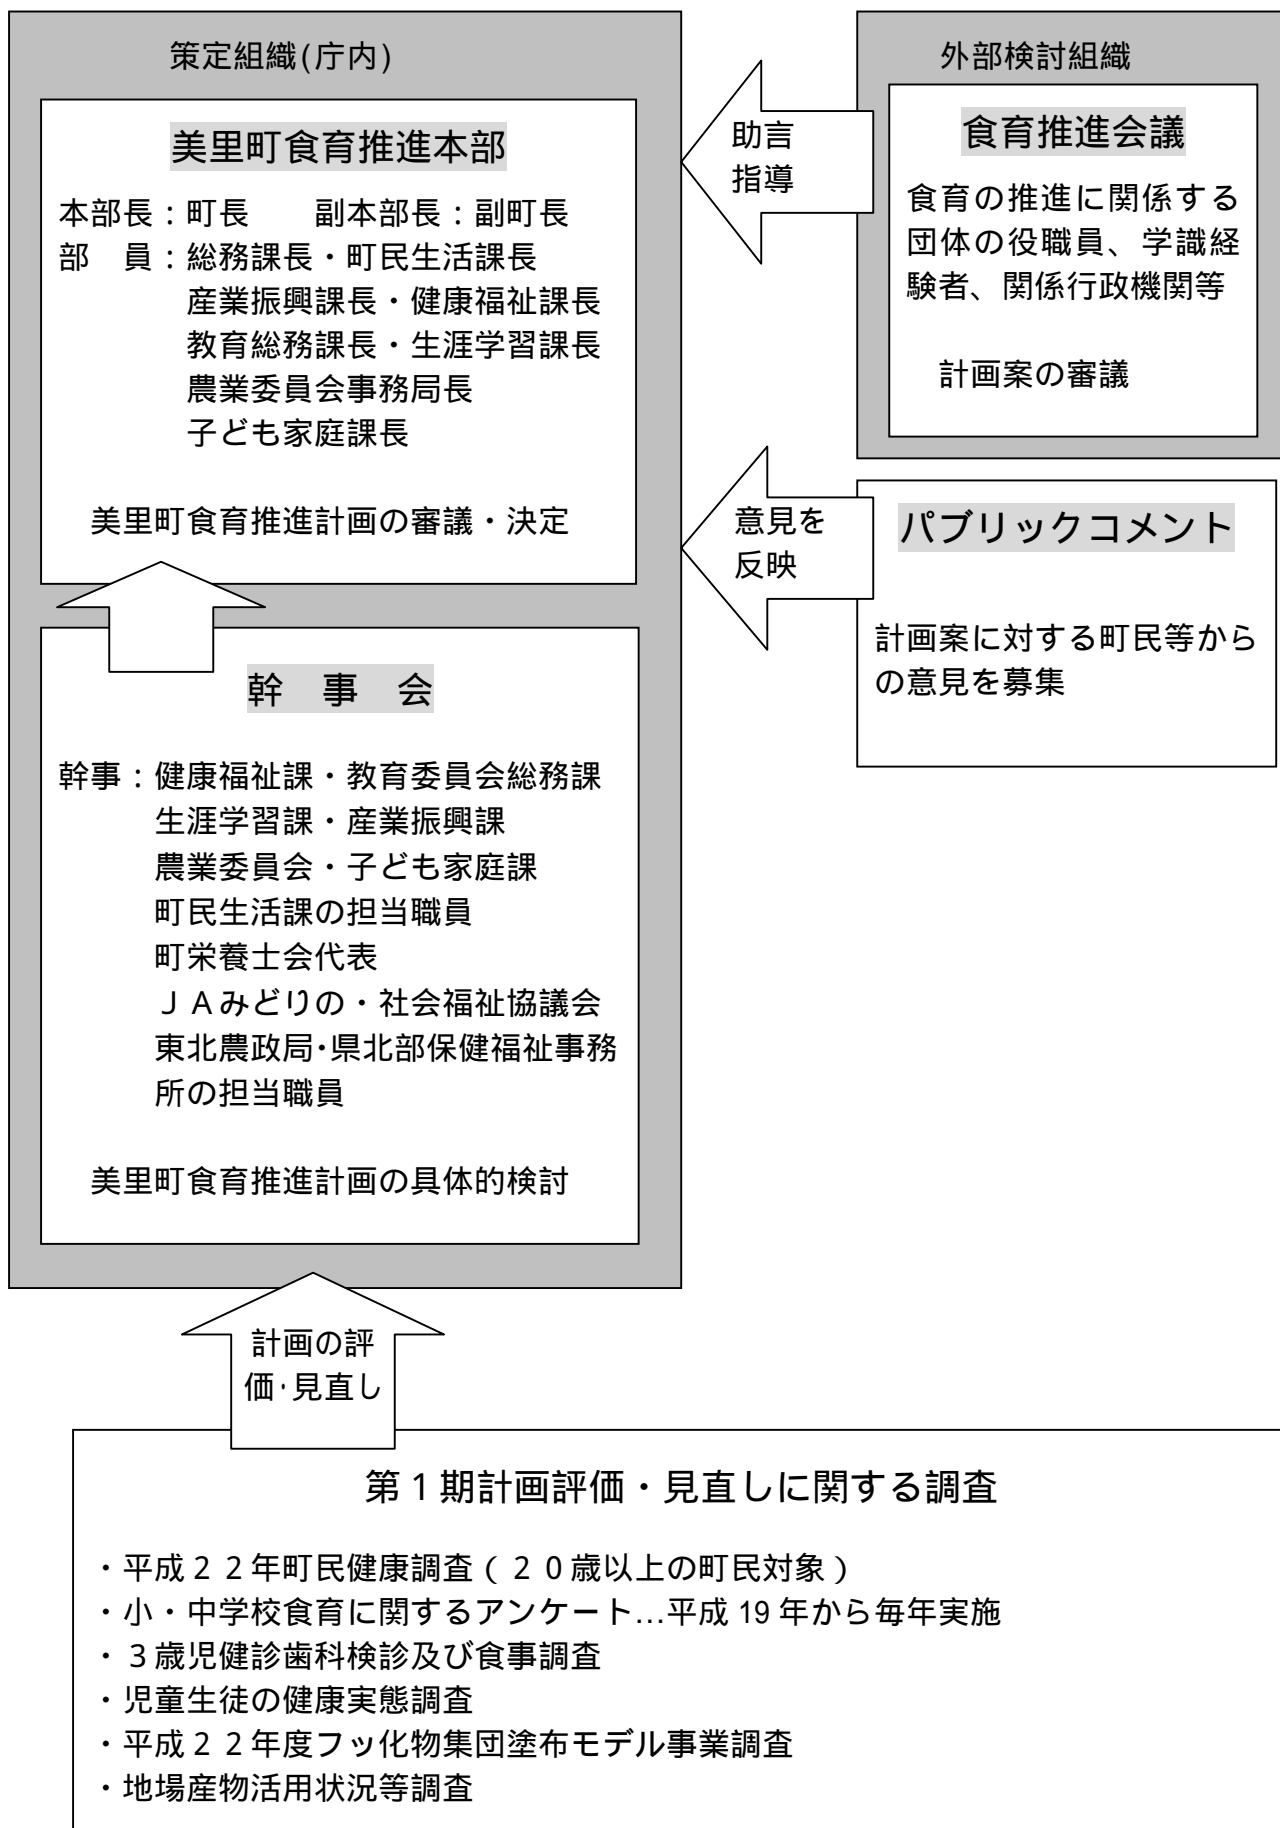 策定組織(庁内)
美里町食育推進本部
本部長：町長　　副本部長：副町長
部　員：総務課長・町民生活課長
産業振興課長・健康福祉課長
教育総務課長・生涯学習課長
農業委員会事務局長
子ども家庭課長
美里町食育推進計画の審議・決定
幹　事　会
幹事：健康福祉課・教育委員会総務課
生涯学習課・産業振興課
農業委員会・子ども家庭課
町民生活課の担当職員
町栄養士会代表
ＪＡみどりの・社会福祉協議会
東北農政局･県北部保健福祉事務
所の担当職員
美里町食育推進計画の具体的検討
助言
指導
外部検討組織
食育推進会議
食育の推進に関係する
団体の役職員、学識経
験者、関係行政機関等
計画案の審議
意見を
反映
パブリックコメント
計画案に対する町民等から
の意見を募集
計画の評
価･見直し
第１期計画評価・見直しに関する調査
・平成２２年町民健康調査（２０歳以上の町民対象）
・小・中学校食育に関するアンケート…平成19年から毎年実施
・３歳児健診歯科検診及び食事調査
・児童生徒の健康実態調査
・平成２２年度フッ化物集団塗布モデル事業調査
・地場産物活用状況等調査